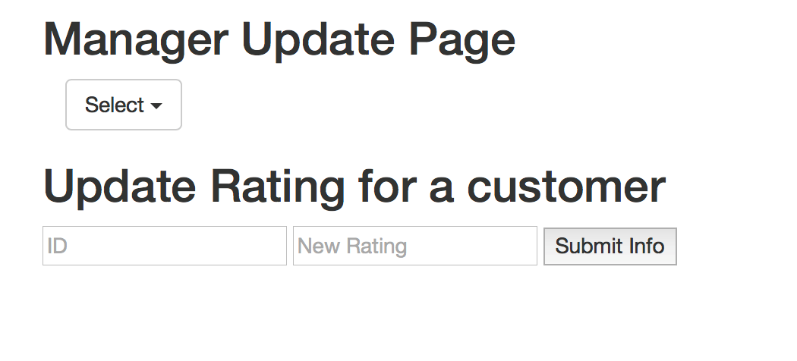 Manager Update Page
Select
Update Rating for a customer
ID New Rating Submit Info